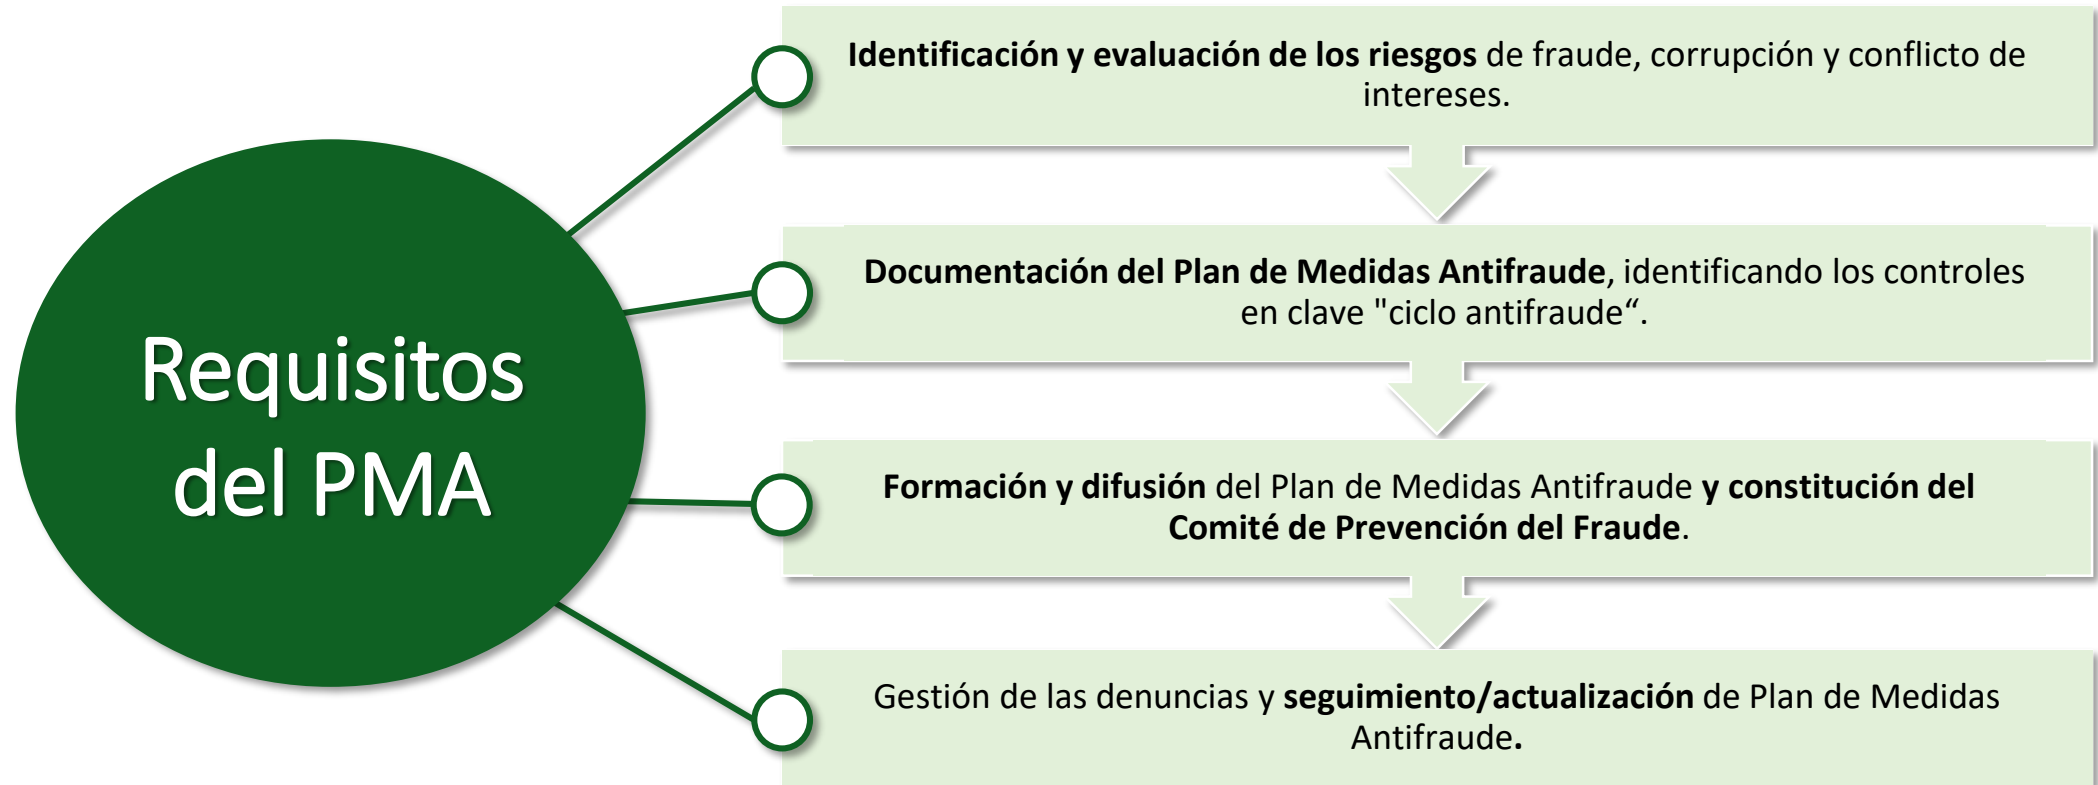 Requisitos
del PMA
Identificación y evaluación de los riesgos de fraude, corrupción y conflicto de
intereses.
Documentación del Plan de Medidas Antifraude, identificando los controles
en clave "ciclo antifraude“.
Formación y difusión del Plan de Medidas Antifraude y constitución del
Comité de Prevención del Fraude.
Gestión de las denuncias y seguimiento/actualización de Plan de Medidas
Antifraude.